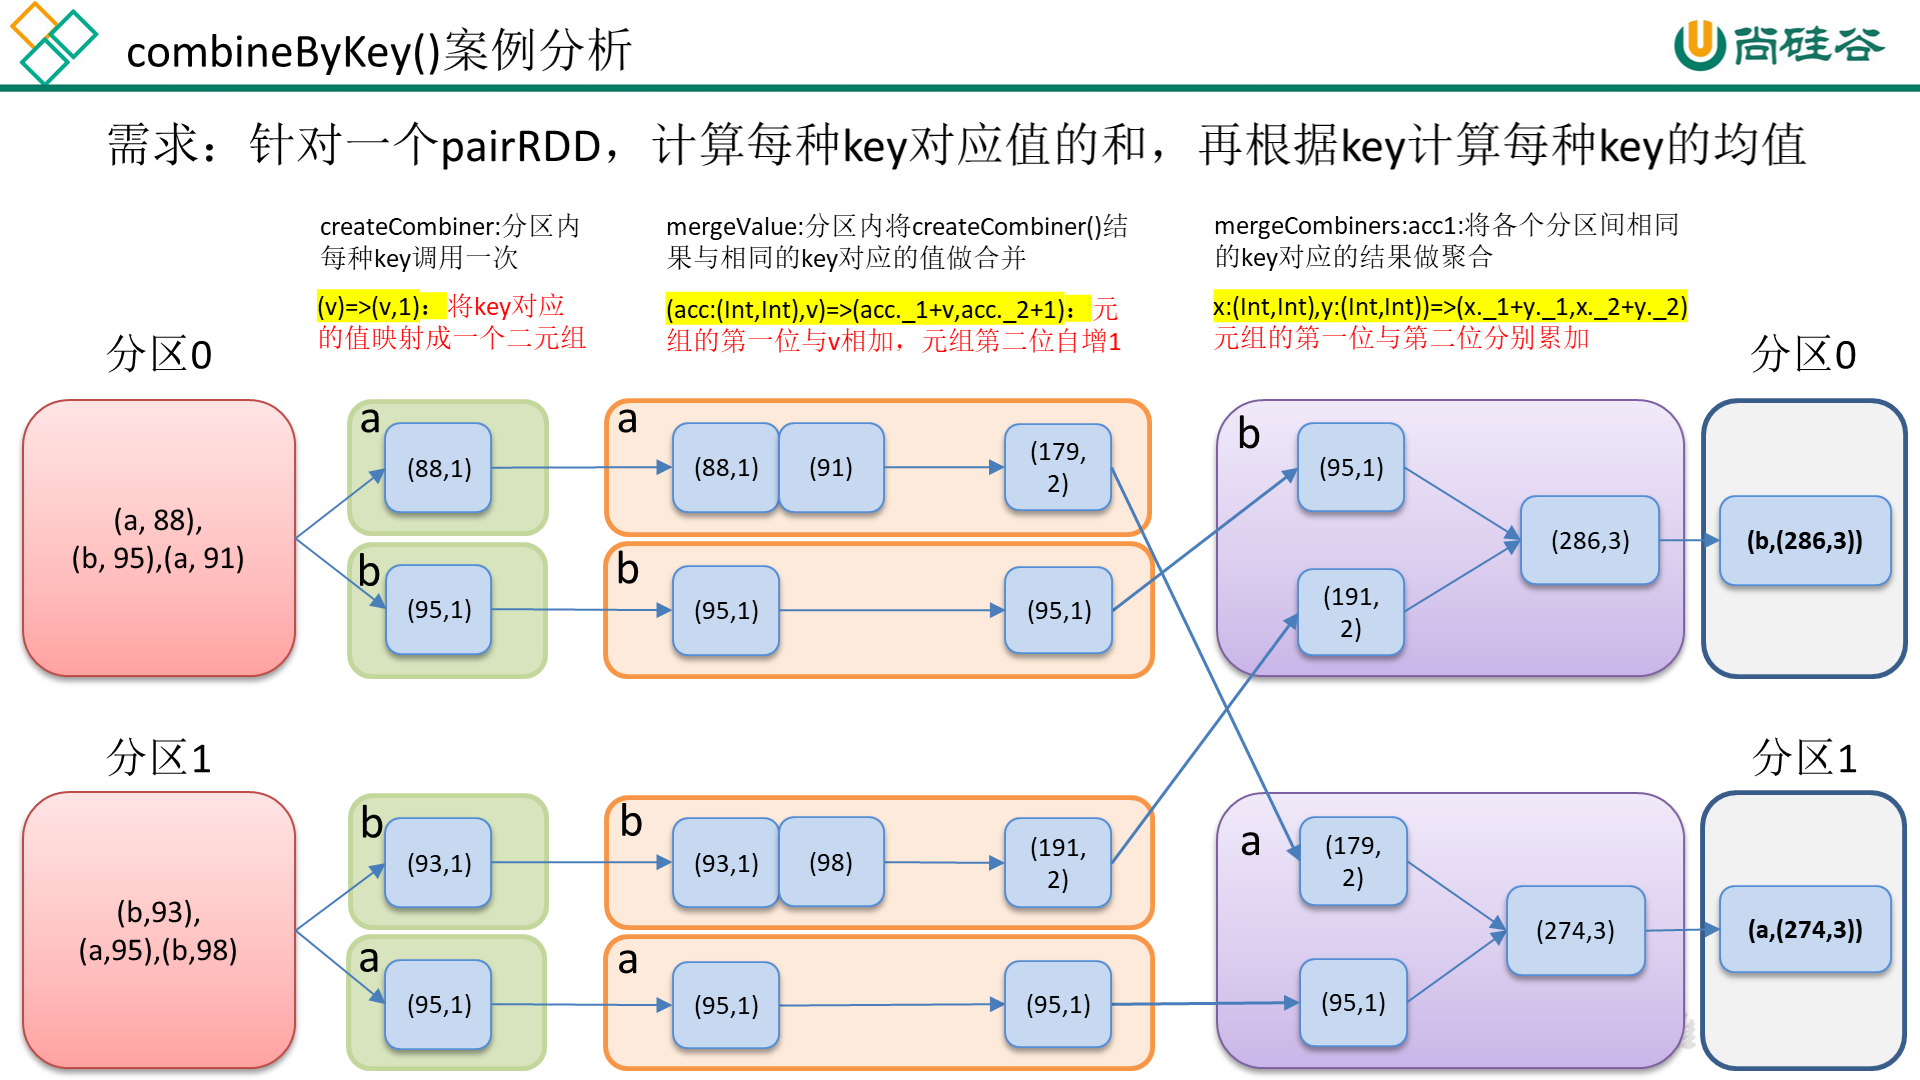 combineByKey()案例分析
尚硅谷
需求：针对一个pairRDD，计算每种key对应值的和，再根据key计算每种key的均值
createCombiner:分区内
每种key调用一次
(v)=>(v,1)：将key对应
的值映射成一个二元组
mergeValue:分区内将createCombiner()结
果与相同的key对应的值做合并
(acc:(Int,Int),v)=>(acc._1+v,acc._2+1)：元
组的第一位与v相加，元组第二位自增1
mergeCombiners:acc1:将各个分区间相同
的key对应的结果做聚合
x:(Int,Int),y:(Int,Int))=>(x._1+y._1,x._2+y._2)
元组的第一位与第二位分别累加
分区0
(a, 88),
(b, 95),(a, 91)
a
(88,1)
b
(95,1)
a
(88,1)
(91)
(179,
2)
b
(95,1)
(95,1)
b
(95,1)
(191,
2)
(286,3)
分区0
(b,(286,3))
分区1
(b,93),
(a,95),(b,98)
b
(93,1)
a
(95,1)
b
(93,1)
(98)
(191,
2)
a
(95,1)
(95,1)
a
(179,
2)
(95,1)
(274,3)
分区1
(a,(274,3))